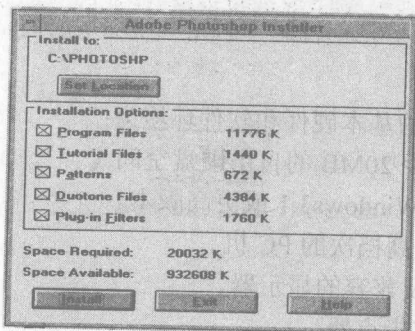 Adobe Photoshop Installer
Install to:
C:\PHOTOSHP
Set Location
Installation Options:
Program Files 11776 K
Tutorial Files 1440 K
Patterns 672 K
Duotone Files 4384 K
Plug-in Filters 1760 K
Space Required: 20032 K
Space Available: 932608 K
Install Exit Help